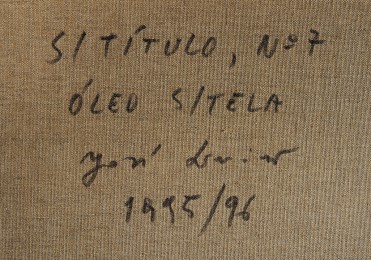 S/TÍTULO, Nº7
ÓLEO S/TELA
José
1995/96